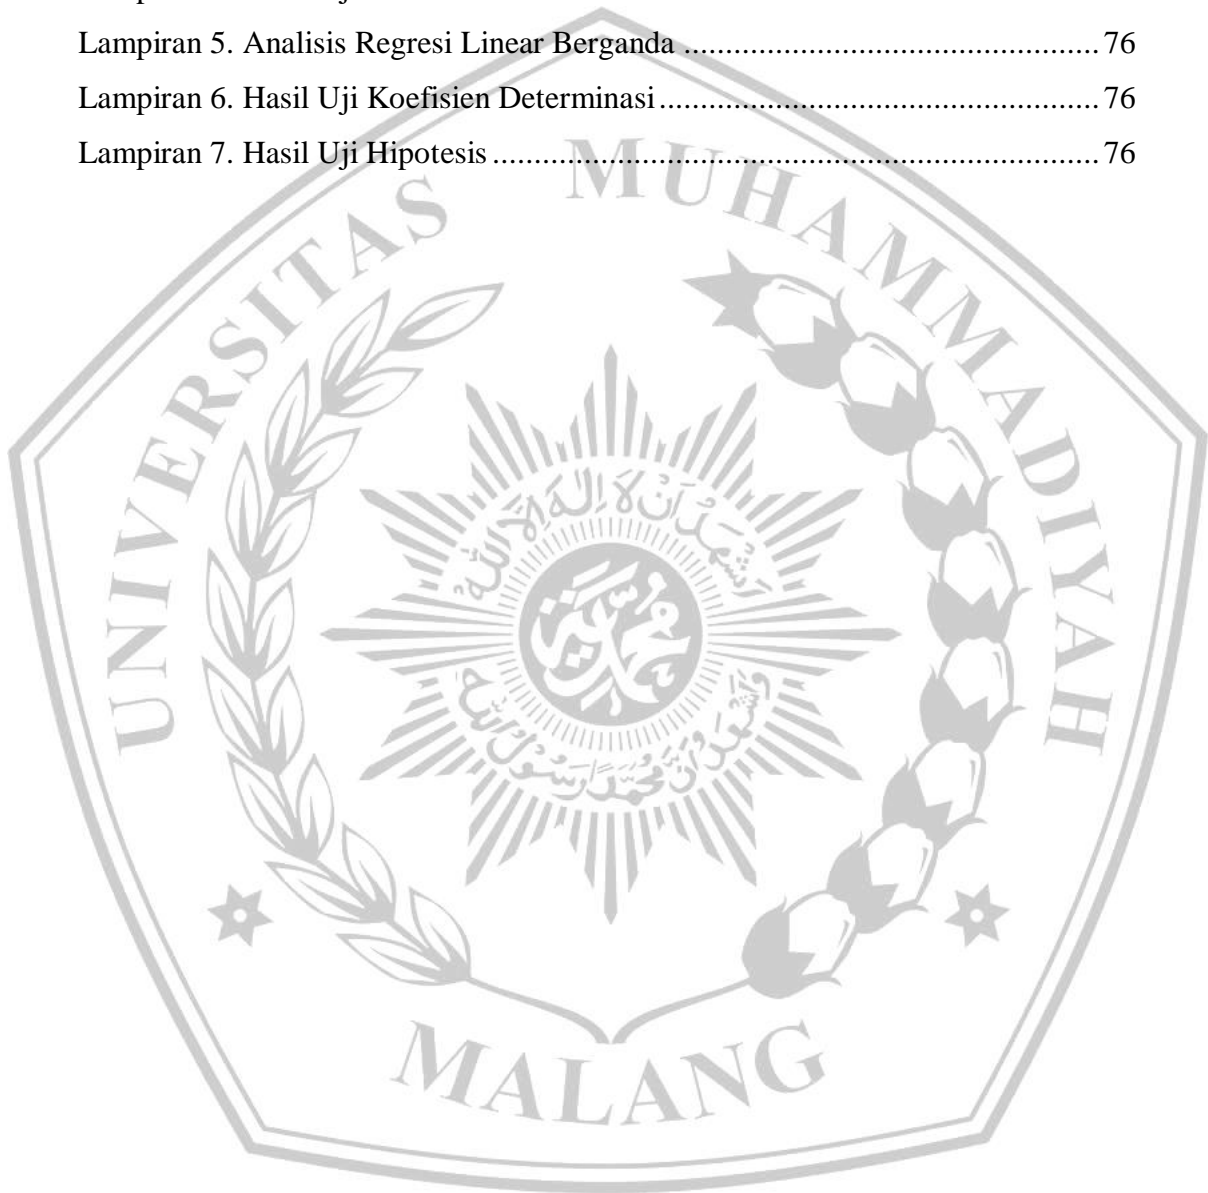 Lampiran 5. Analisis Regresi Linear Berganda ................................................. 76
Lampiran 6. Hasil Uji Koefisien Determinasi .................................................... 76
Lampiran 7. Hasil Uji Hipotesis ........................................................................ 76
UNIVERSITAS MUHAMMADIYAH
MALANG